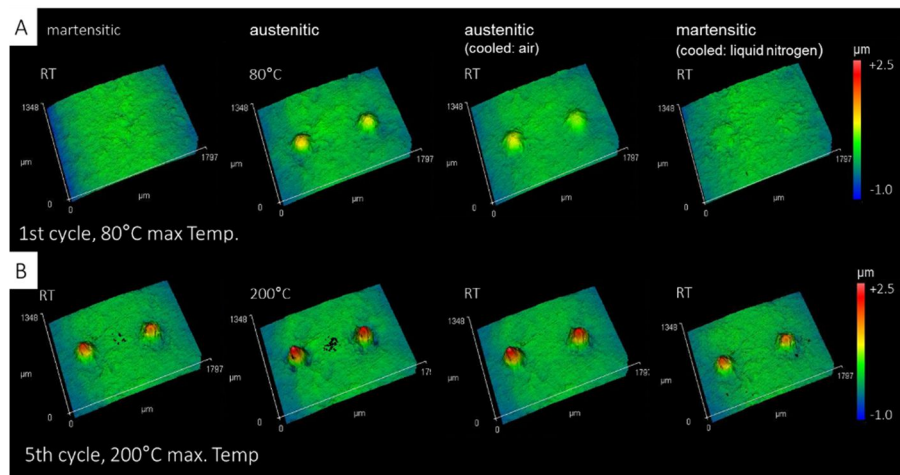 A
martensitic
austenitic
austenitic
(cooled: air)
martensitic
(cooled: liquid nitrogen)
RT
80°C
RT
RT
µm
+2.5
-1.0
1348
µm
0
0
µm
1797
1348
µm
0
0
µm
1797
1348
µm
0
0
µm
1797
1348
µm
0
0
µm
1797
1st cycle, 80°C max Temp.
B
RT
200°C
RT
RT
µm
+2.5
-1.0
1348
µm
0
0
µm
1797
1348
µm
0
0
µm
1348
µm
0
0
µm
1797
1348
µm
0
0
µm
1797
5th cycle, 200°C max. Temp